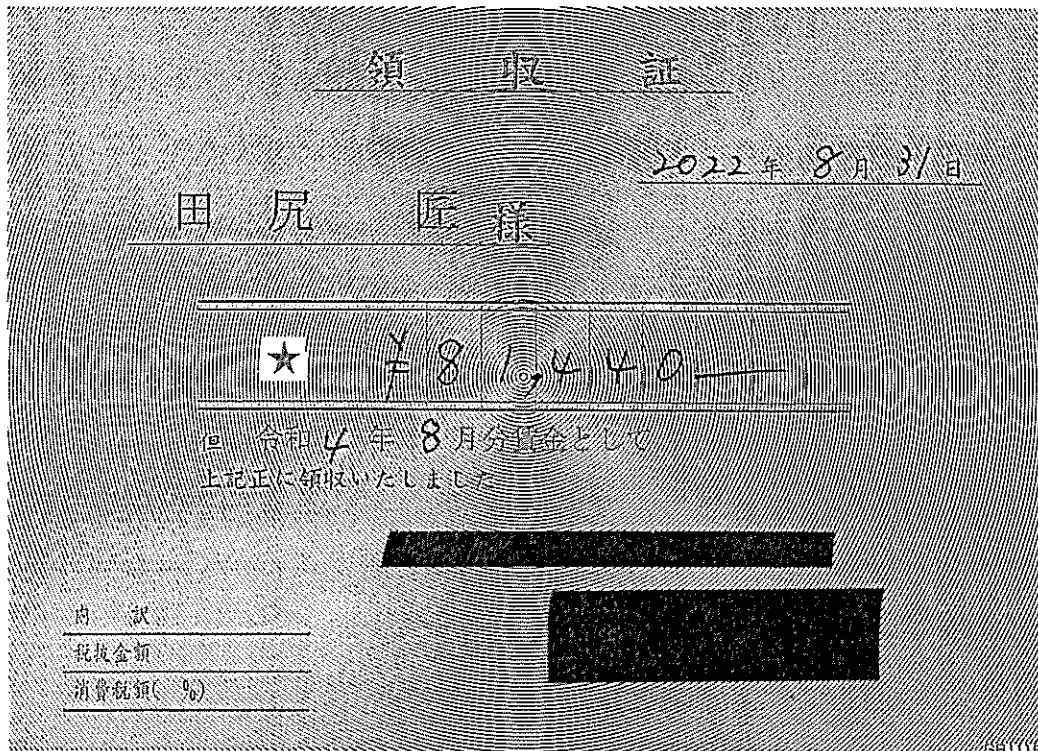 領収証
2022年 8月 31日
田尻 匠 様
★ ¥81,440
但 令和4年 8月分賃金として
上記正に領収いたしました
内 訳
税抜金額
消費税額( %)